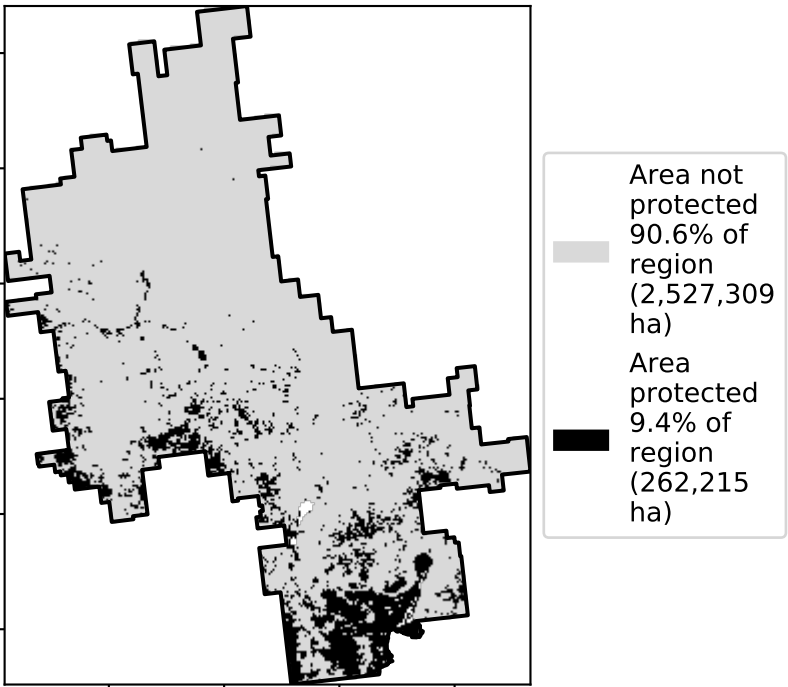 Area not
protected
90.6% of
region
(2,527,309
ha)
Area
protected
9.4% of
region
(262,215
ha)